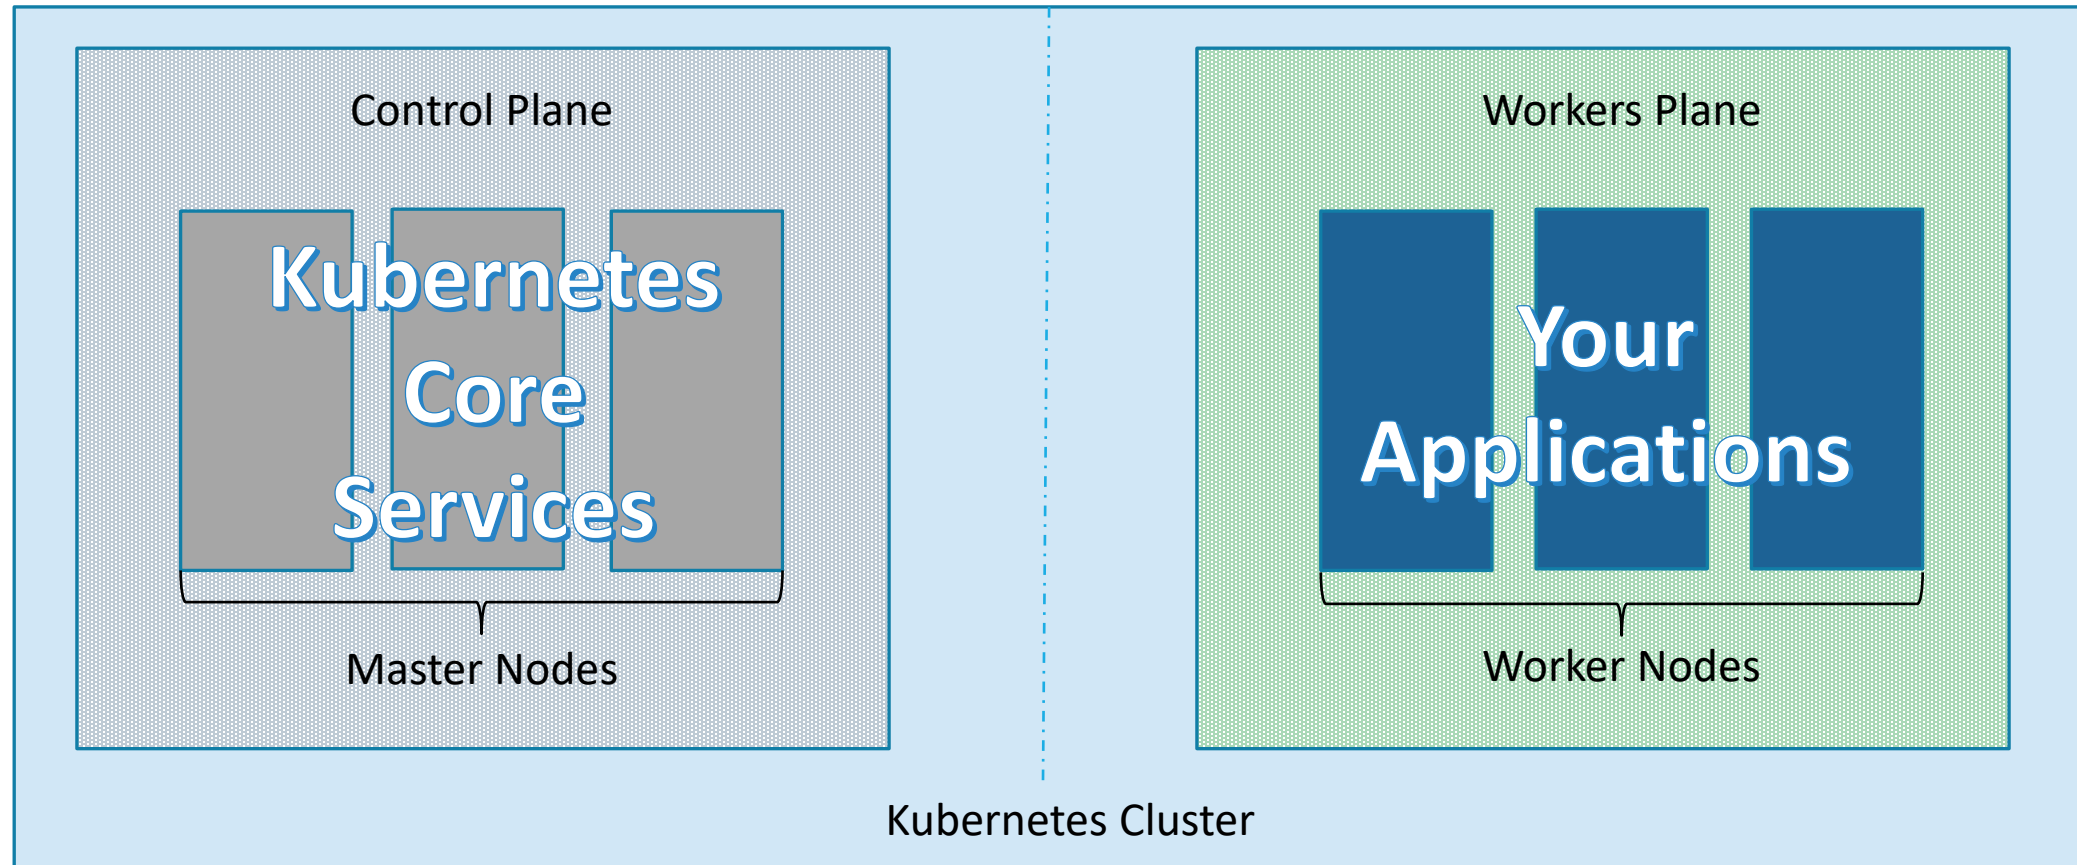 Control Plane
Kubernetes
Core
Services
Master Nodes
Workers Plane
Your
Applications
Worker Nodes
Kubernetes Cluster